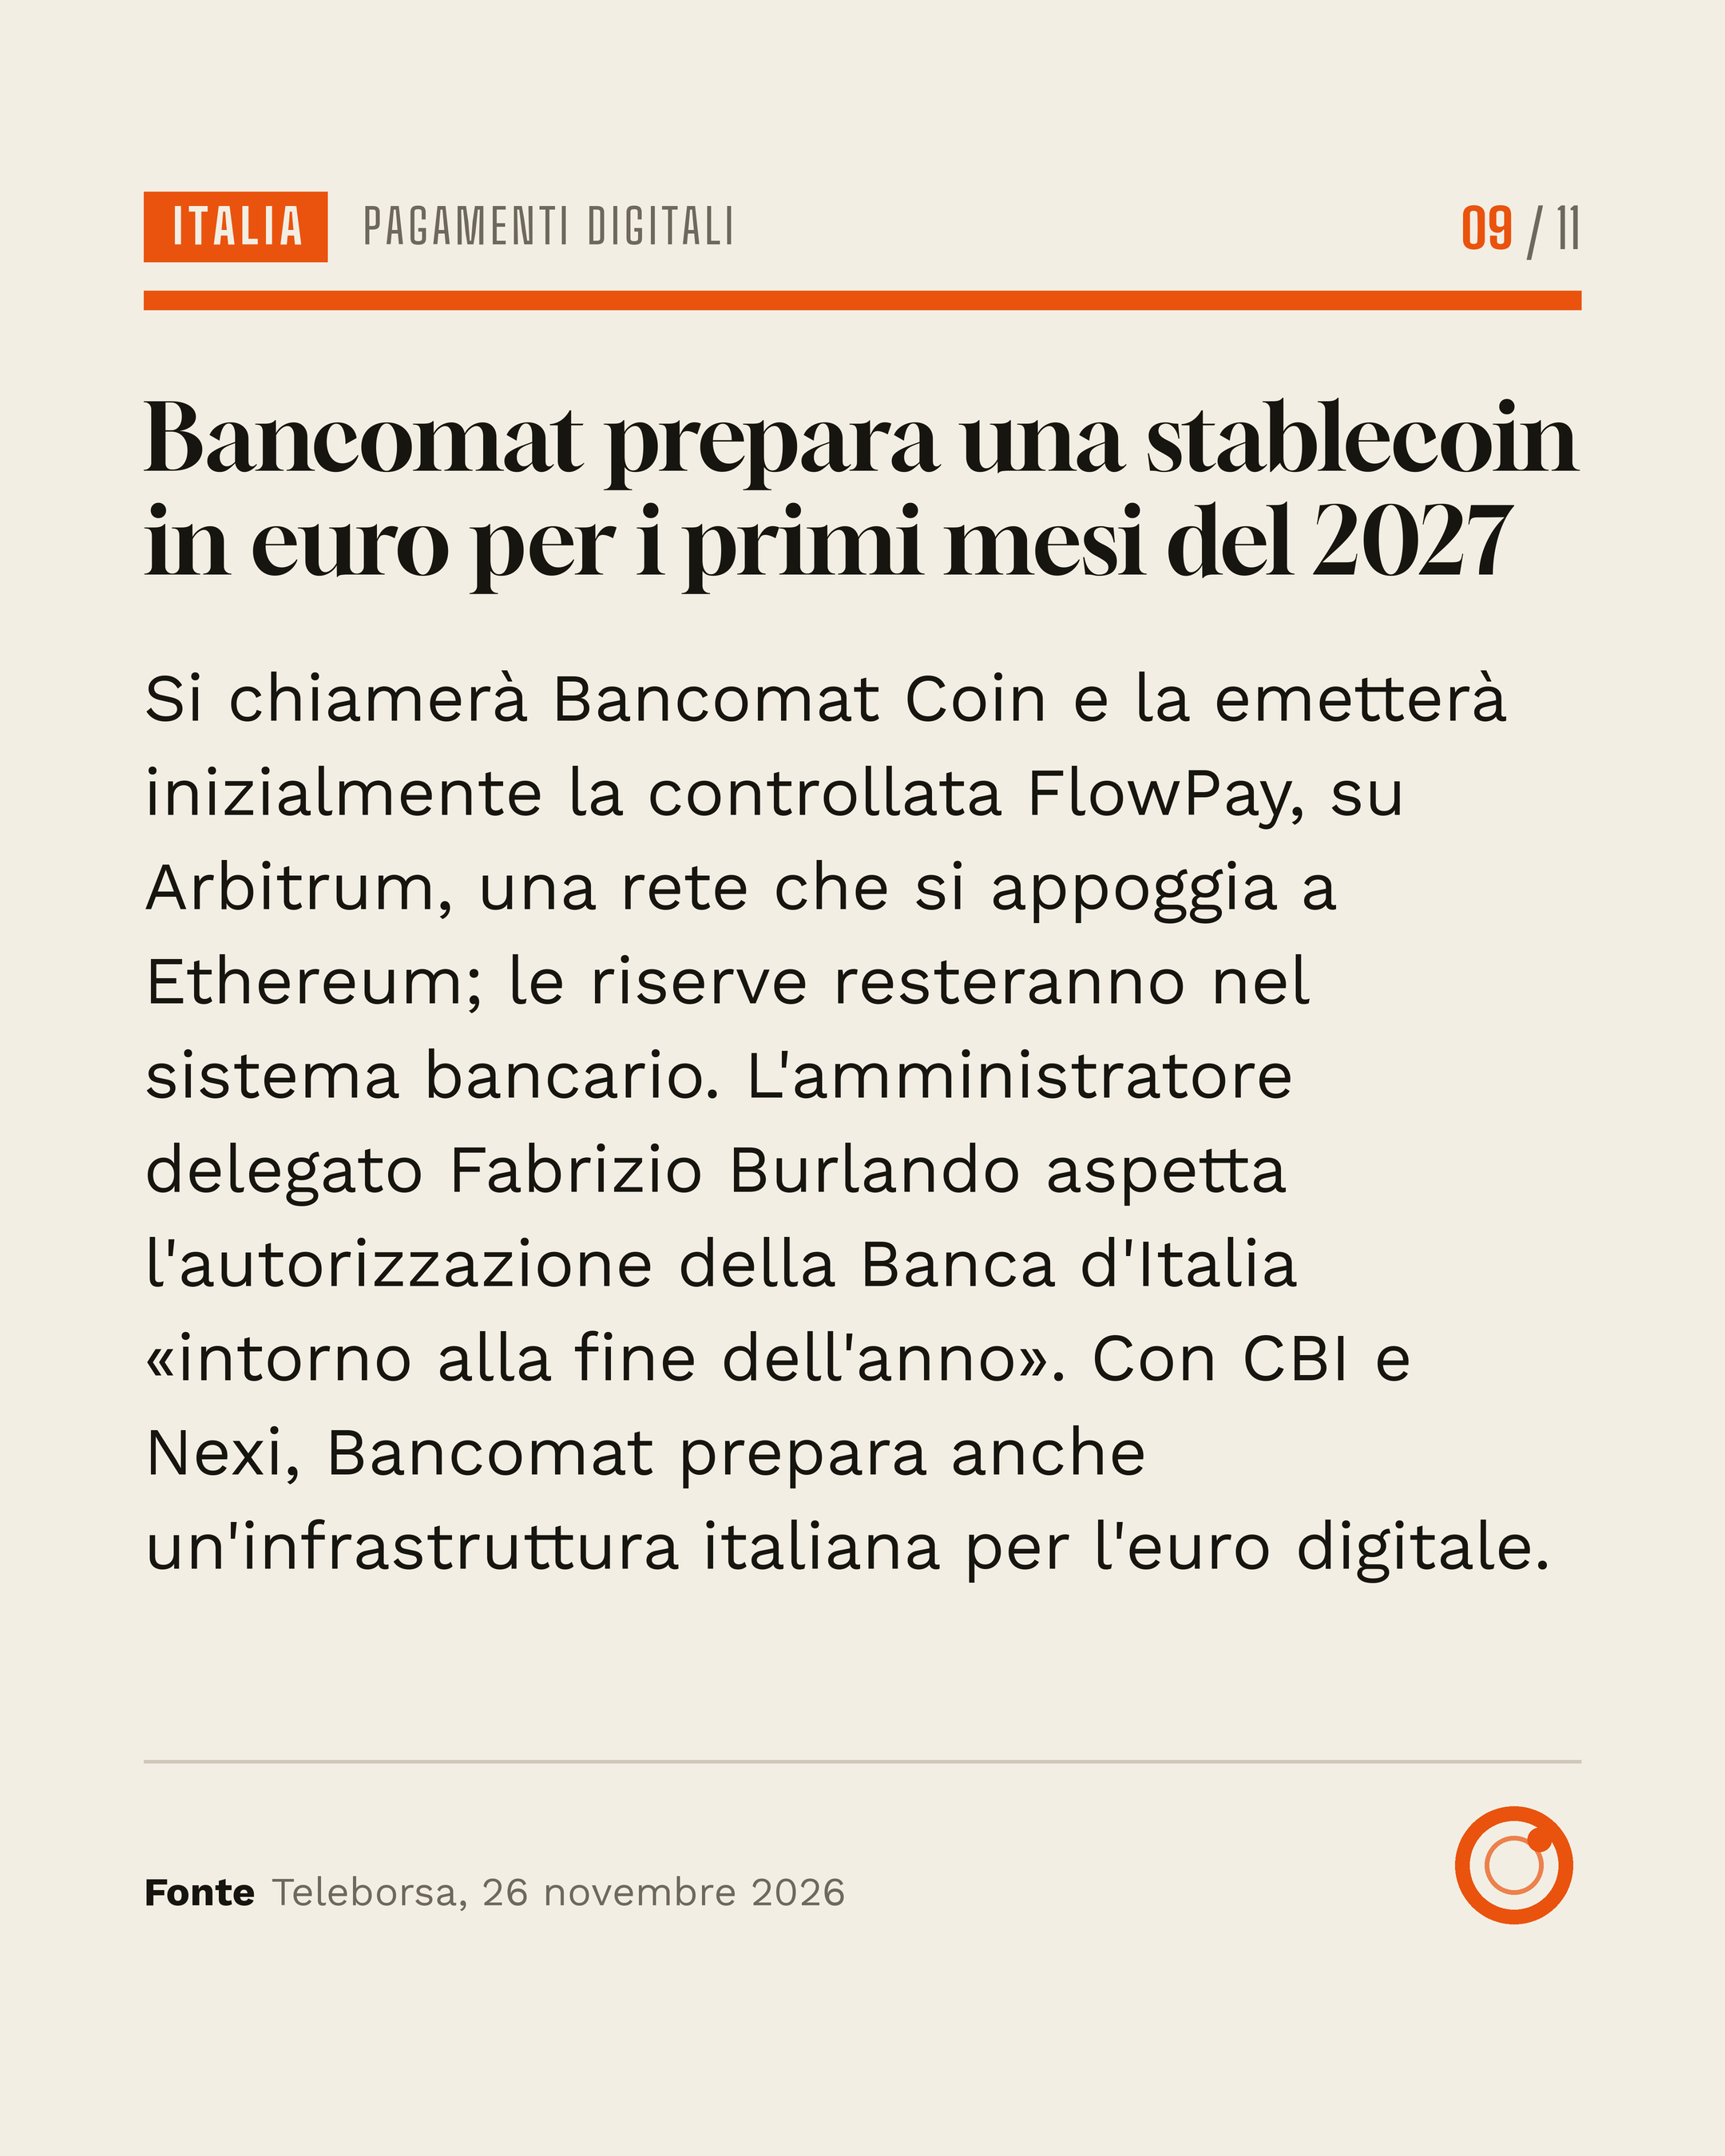 ITALIA PAGAMENTI DIGITALI 09 / 11
Bancomat prepara una stablecoin
in euro per i primi mesi del 2027
Si chiamerà Bancomat Coin e la emetterà
inizialmente la controllata FlowPay, su
Arbitrum, una rete che si appoggia a
Ethereum; le riserve resteranno nel
sistema bancario. L'amministratore
delegato Fabrizio Burlando aspetta
l'autorizzazione della Banca d'Italia
«intorno alla fine dell'anno». Con CBI e
Nexi, Bancomat prepara anche
un'infrastruttura italiana per l'euro digitale.
Fonte Teleborsa, 26 novembre 2026